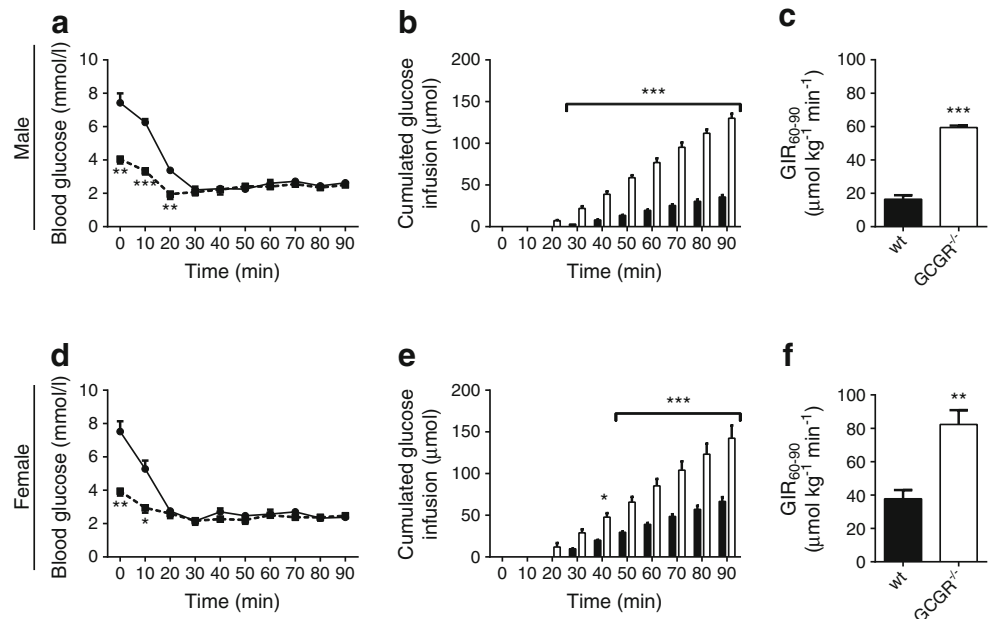 Male
a
Blood glucose (mmol/l)
10
8
6
4
2
0
**
***
**
0 10 20 30 40 50 60 70 80 90
Time (min)
b
Cumulated glucose
infusion (μmol)
200
150
100
50
0
***
0 10 20 30 40 50 60 70 80 90
Time (min)
c
GIR60-90
(μmol kg-1 min-1)
100
80
60
40
20
0
***
wt
GCGR-/-
Female
d
Blood glucose (mmol/l)
10
8
6
4
2
0
**
*
0 10 20 30 40 50 60 70 80 90
Time (min)
e
Cumulated glucose
infusion (μmol)
200
150
100
50
0
*
***
0 10 20 30 40 50 60 70 80 90
Time (min)
f
GIR60-90
(μmol kg-1 min-1)
100
80
60
40
20
0
**
wt
GCGR-/-